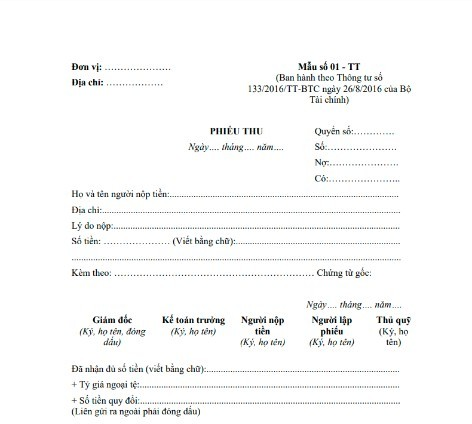 Đơn vị: ………………….
Địa chỉ: ……………….
Mẫu số 01 - TT
(Ban hành theo Thông tư số
133/2016/TT-BTC ngày 26/8/2016 của Bộ
Tài chính)
PHIẾU THU
Ngày.... tháng .... năm....
Quyển số:………….
Số:…………………
Nợ:…………………
Có:…………………
Họ và tên người nộp tiền:......................................................................
Địa chỉ:..............................................................................................
Lý do nộp:..........................................................................................
Số tiền: …………………. (Viết bằng chữ):..................................................
..........................................................................................................
Kèm theo: ………………………………………… Chứng từ gốc:
Ngày.... tháng .... năm ....
Giám đốc Kế toán trưởng Người nộp Người lập Thủ quỹ
(Ký, họ tên, đóng (Ký, họ tên) tiền phiếu (Ký, họ
dấu) (Ký, họ tên) (Ký, họ tên) tên)
Đã nhận đủ số tiền (viết bằng chữ):..........................................................
+ Tỷ giá ngoại tệ:................................................................................
+ Số tiền quy đổi:...............................................................................
(Liên gửi ra ngoài phải đóng dấu)